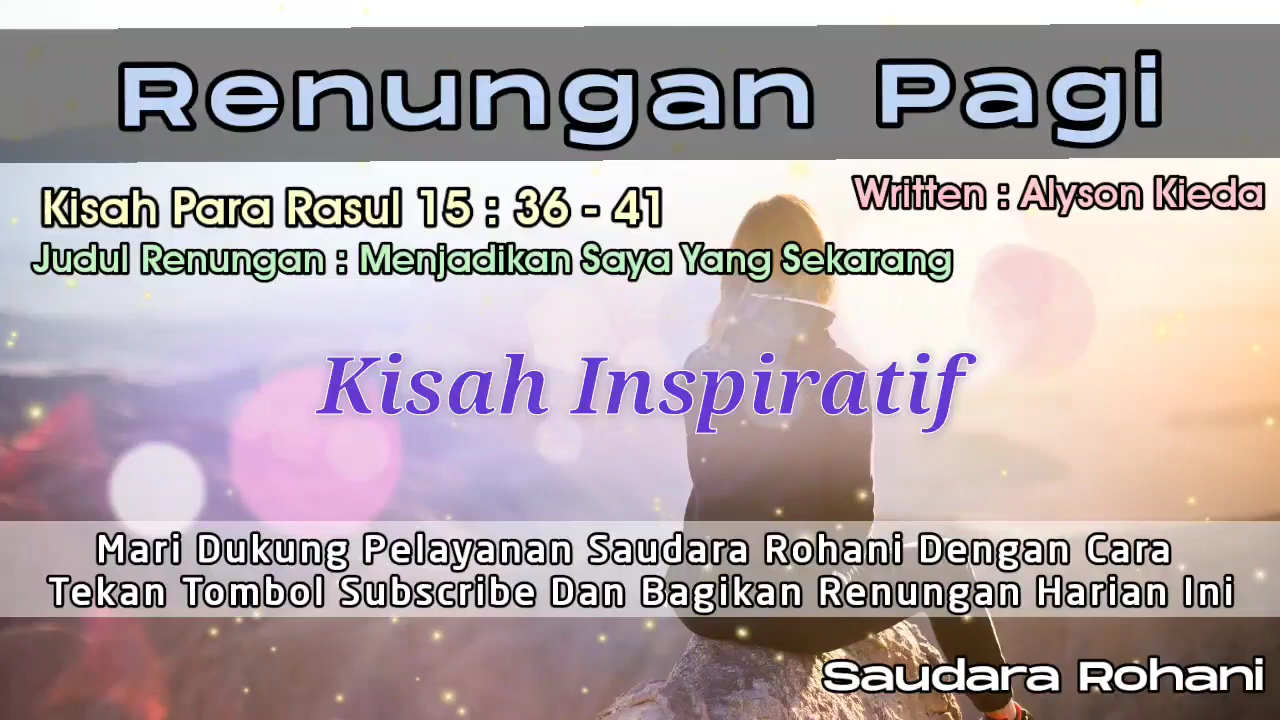 Renungan Pagi
Kisah Para Rasul 15 : 36 - 41
Written : Alyson Kieda
Judul Renungan : Menjadikan Saya Yang Sekarang
Kisah Inspiratif
Mari Dukung Pelayanan Saudara Rohani Dengan Cara
Tekan Tombol Subscribe Dan Bagikan Renungan Harian Ini
Saudara Rohani